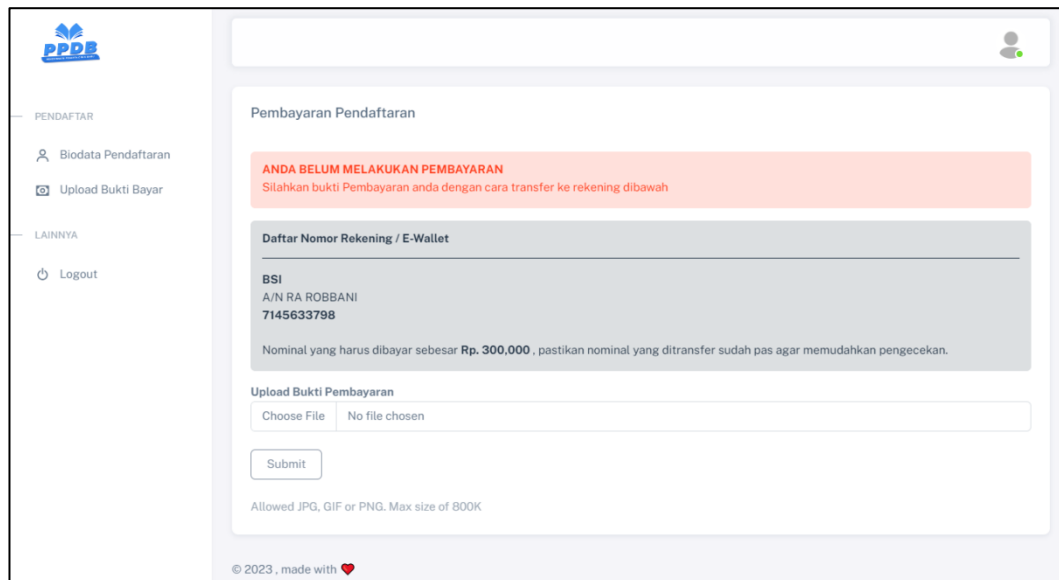 PPDB
PENDAFTAR
Biodata Pendaftaran
Upload Bukti Bayar
LAINNYA
Logout
Pembayaran Pendaftaran
ANDA BELUM MELAKUKAN PEMBAYARAN
Silahkan bukti Pembayaran anda dengan cara transfer ke rekening dibawah
Daftar Nomor Rekening / E-Wallet
BSI
A/N RA ROBBANI
7145633798
Nominal yang harus dibayar sebesar Rp. 300,000 , pastikan nominal yang ditransfer sudah pas agar memudahkan pengecekan.
Upload Bukti Pembayaran
Choose File No file chosen
Submit
Allowed JPG, GIF or PNG. Max size of 800K
© 2023 , made with ❤️